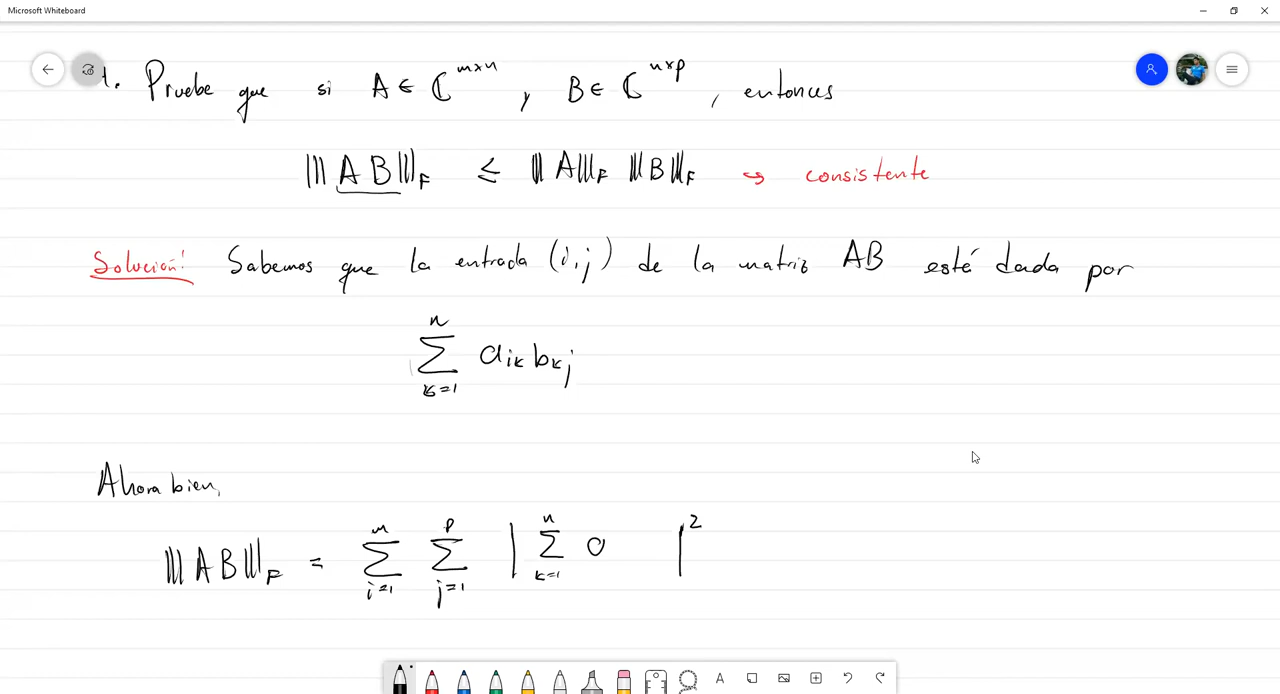 Microsoft Whiteboard
1. Pruebe que si A ∈ ℂ^{m×n}, B ∈ ℂ^{n×p}, entonces
|||AB|||_F ≤ |||A|||_F |||B|||_F ↝ consistente
Solución: Sabemos que la entrada (i,j) de la matriz AB está dada por
∑_{k=1}^{n} a_{ik} b_{kj}
Ahora bien,
|||AB|||_F = ∑_{i=1}^{m} ∑_{j=1}^{p} | ∑_{k=1}^{n} a |^2
A